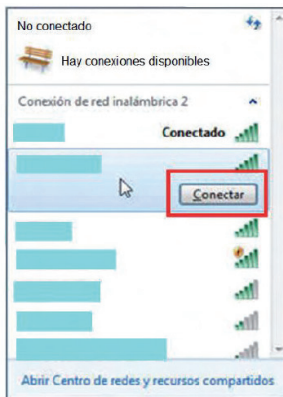 No conectado
Hay conexiones disponibles
Conexión de red inalámbrica 2
Conectado
Conectar
Abrir Centro de redes y recursos compartidos